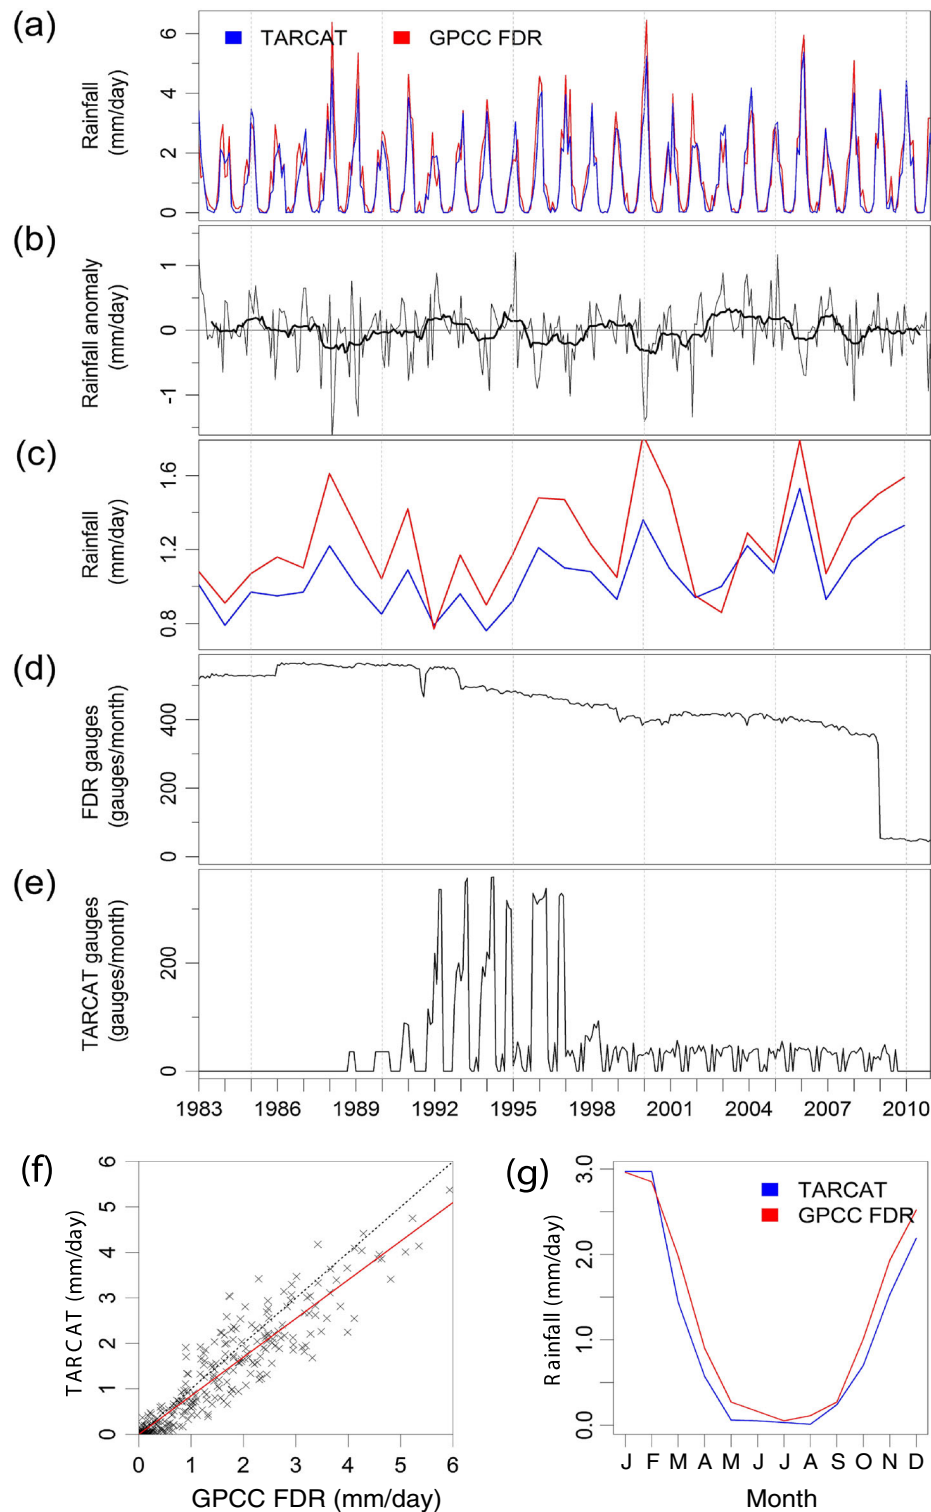 (a)
TARCAT
GPCC FDR
Rainfall
(mm/day)
6
4
2
0
(b)
Rainfall anomaly
(mm/day)
1
0
-1
(c)
Rainfall
(mm/day)
1.6
1.2
0.8
(d)
FDR gauges
(gauges/month)
400
200
0
(e)
TARCAT gauges
(gauges/month)
200
0
1983 1986 1989 1992 1995 1998 2001 2004 2007 2010
(f)
TARCAT (mm/day)
6
5
4
3
2
1
0
0 1 2 3 4 5 6
GPCC FDR (mm/day)
(g)
Rainfall (mm/day)
3.0
2.0
1.0
0.0
TARCAT
GPCC FDR
J F M A M J J A S O N D
Month